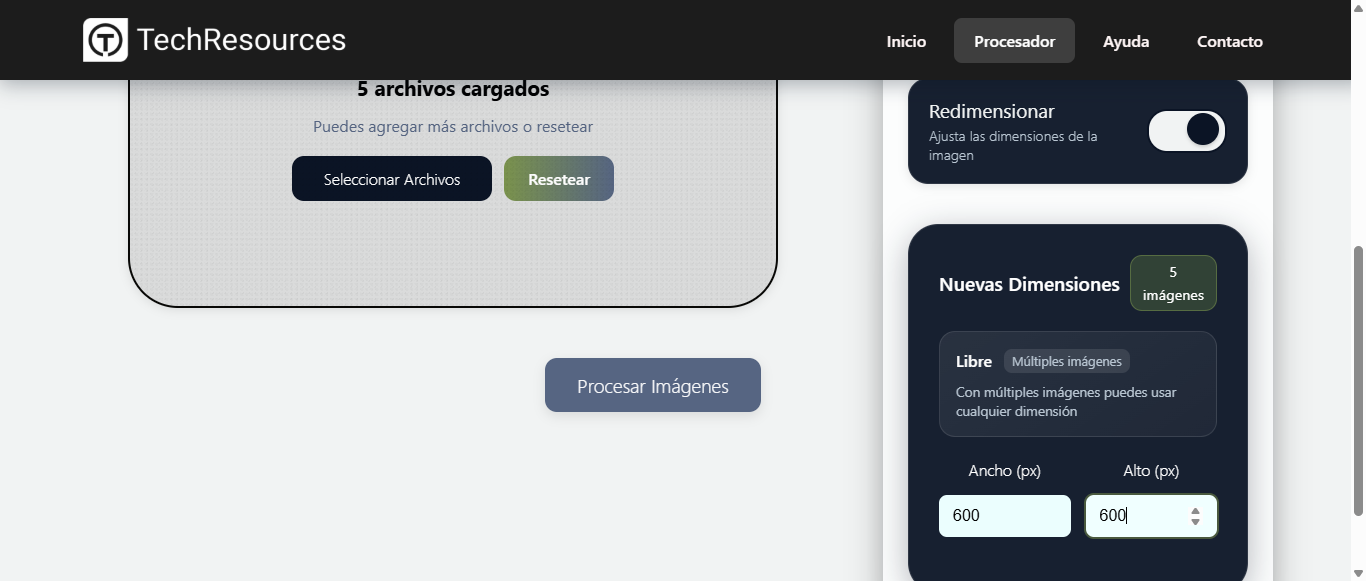 TechResources
Inicio
Procesador
Ayuda
Contacto
5 archivos cargados
Puedes agregar más archivos o resetear
Seleccionar Archivos
Resetear
Procesar Imágenes
Redimensionar
Ajusta las dimensiones de la
imagen
Nuevas Dimensiones
5
imágenes
Libre
Múltiples imágenes
Con múltiples imágenes puedes usar
cualquier dimensión
Ancho (px)
Alto (px)
600
600